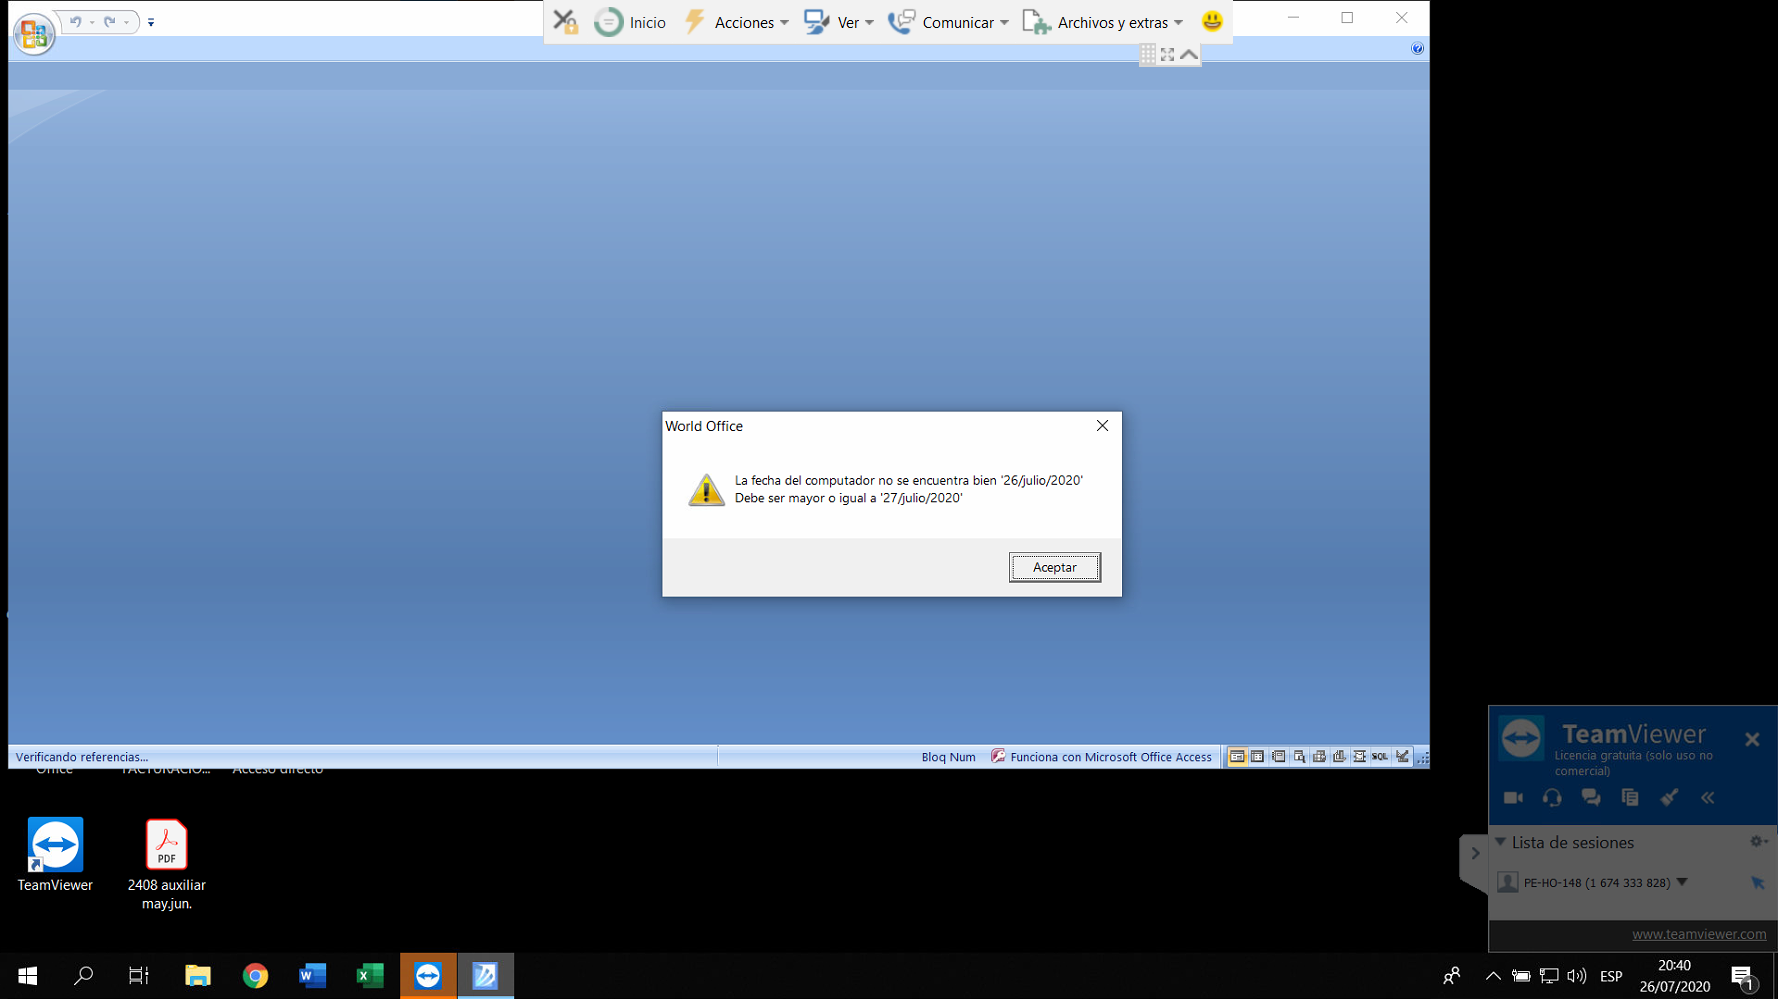 Inicio
Acciones
Ver
Comunicar
Archivos y extras
World Office
La fecha del computador no se encuentra bien '26/julio/2020'
Debe ser mayor o igual a '27/julio/2020'
Aceptar
Verificando referencias...
Bloq Num
Funciona con Microsoft Office Access
SQL
Office
FACTURACIO...
Acceso directo
TeamViewer
PDF
2408 auxiliar
may.jun.
TeamViewer
Licencia gratuita (solo uso no
comercial)
Lista de sesiones
PE-HO-148 (1 674 333 828)
www.teamviewer.com
ESP
20:40
26/07/2020
1